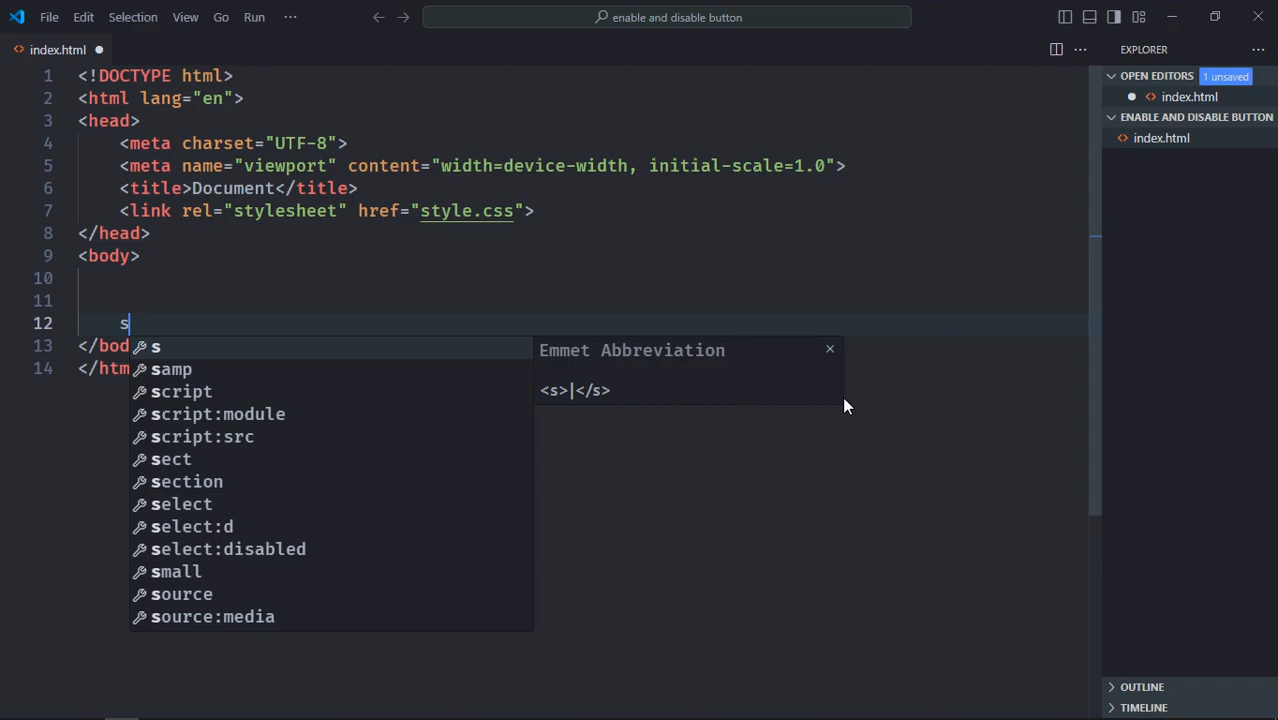 File Edit Selection View Go Run ··· enable and disable button
index.html EXPLORER
1 <!DOCTYPE html>
2 <html lang="en">
3 <head>
4 <meta charset="UTF-8">
5 <meta name="viewport" content="width=device-width, initial-scale=1.0">
6 <title>Document</title>
7 <link rel="stylesheet" href="style.css">
8 </head>
9 <body>
10
11
12 s
13 </bod
14 </htm
s
samp
script
script:module
script:src
sect
section
select
select:d
select:disabled
small
source
source:media
Emmet Abbreviation
<s>|</s>
OPEN EDITORS 1 unsaved
index.html
ENABLE AND DISABLE BUTTON
index.html
OUTLINE
TIMELINE